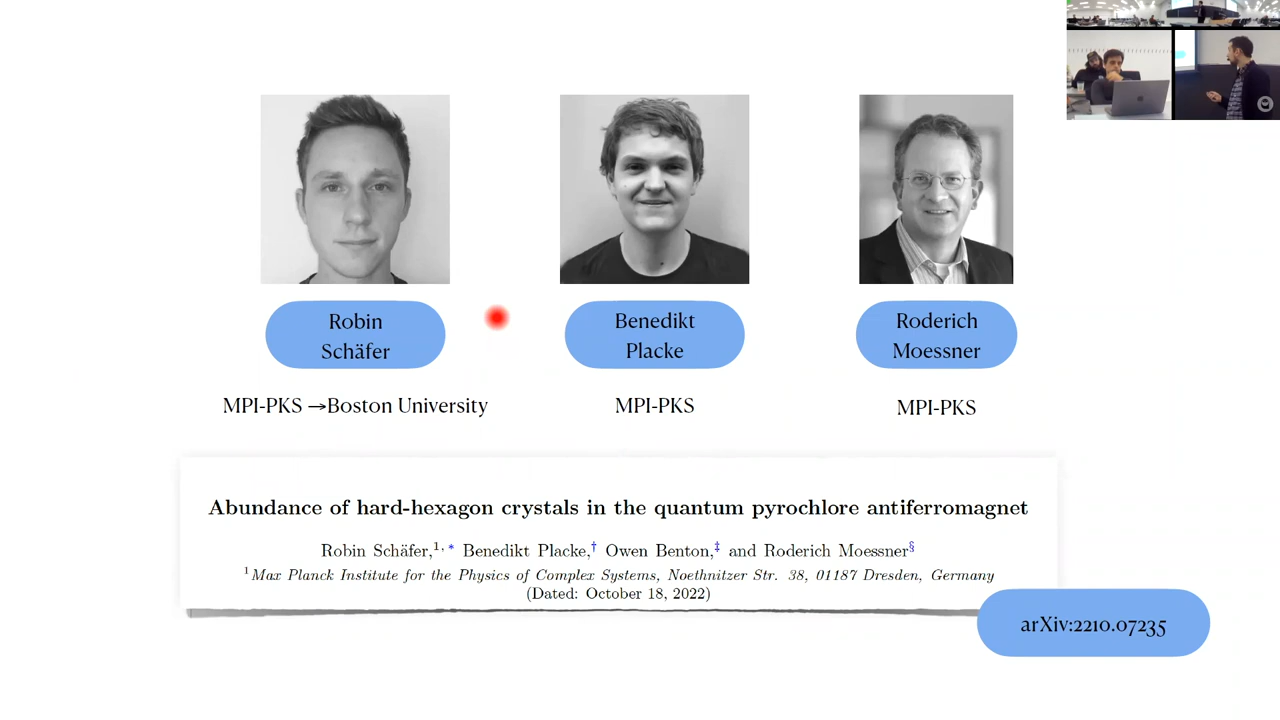 Robin
Schäfer
Benedikt
Placke
Roderich
Moessner
MPI-PKS →Boston University
MPI-PKS
MPI-PKS
Abundance of hard-hexagon crystals in the quantum pyrochlore antiferromagnet
Robin Schäfer,¹,* Benedikt Placke,† Owen Benton,‡ and Roderich Moessner§
¹Max Planck Institute for the Physics of Complex Systems, Noethnitzer Str. 38, 01187 Dresden, Germany
(Dated: October 18, 2022)
arXiv:2210.07235